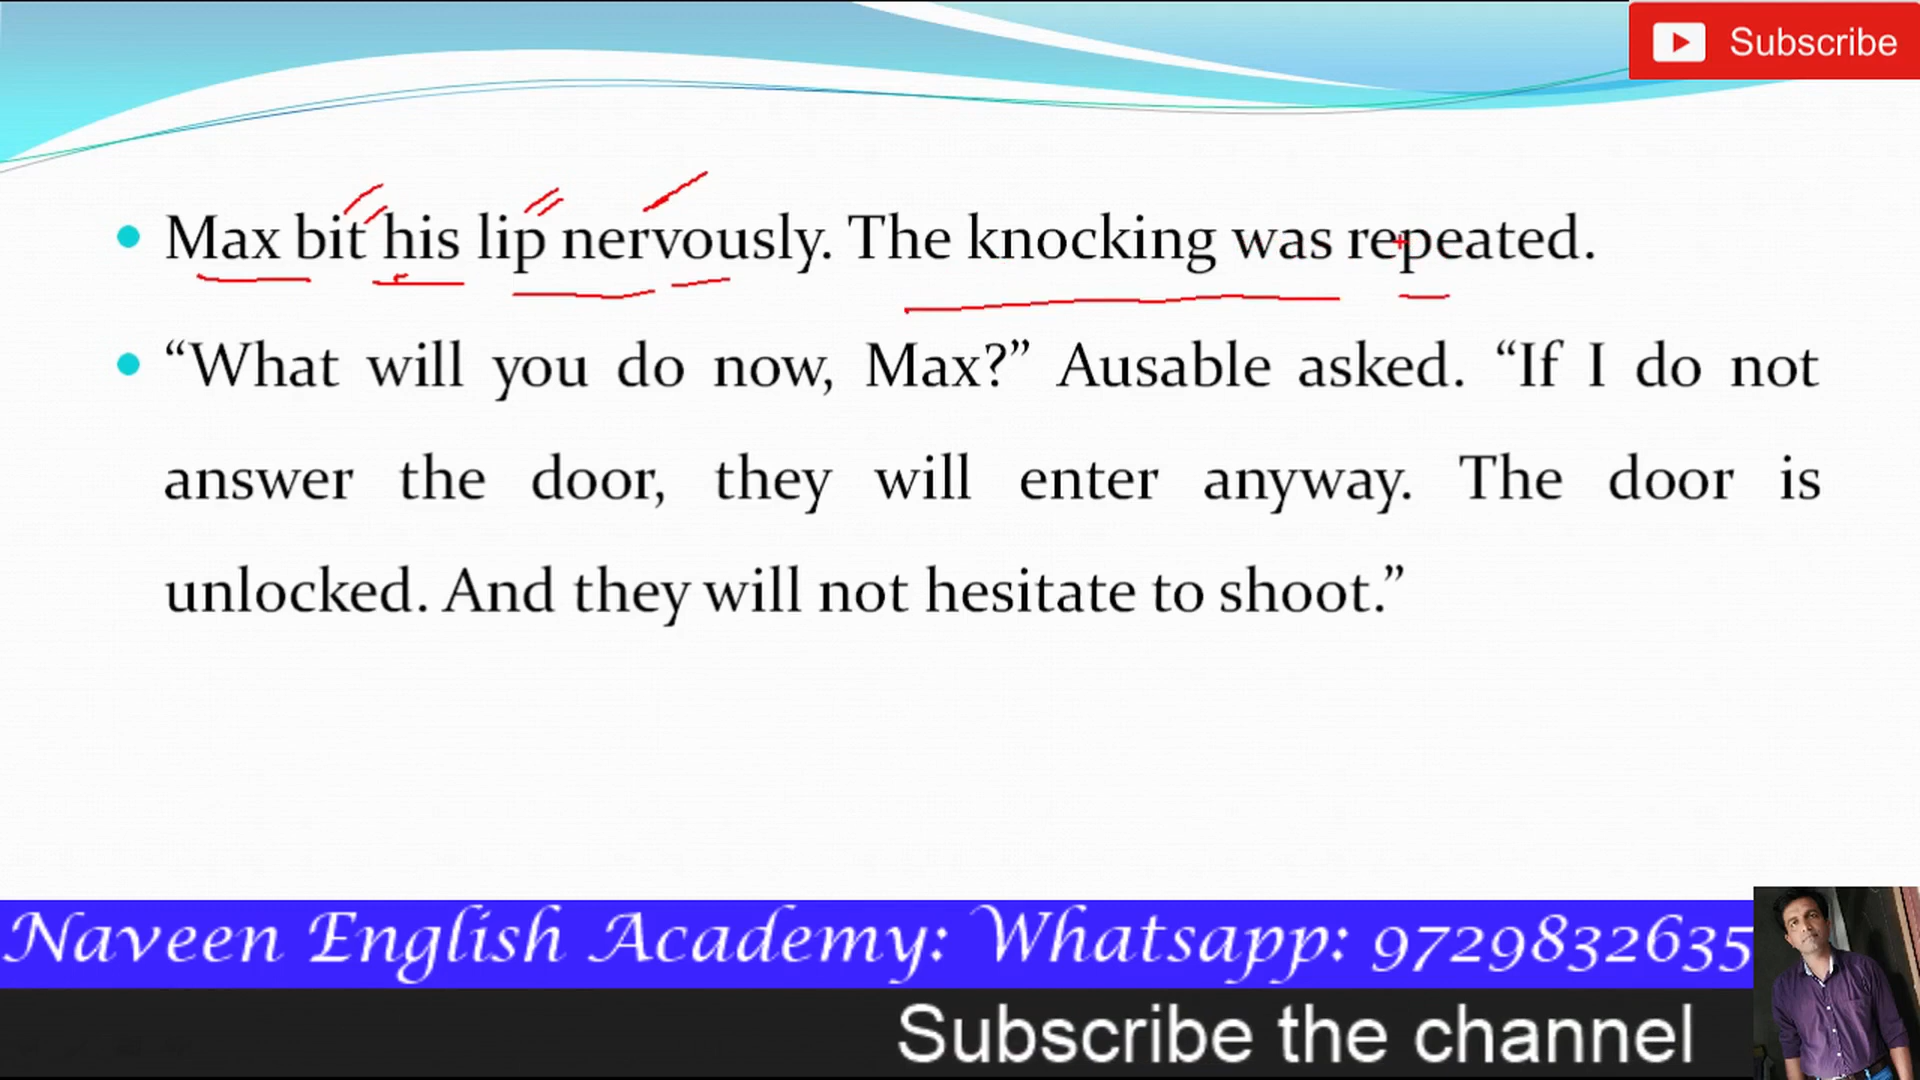 Subscribe
Max bit his lip nervously. The knocking was repeated.
“What will you do now, Max?” Ausable asked. “If I do not
answer the door, they will enter anyway. The door is
unlocked. And they will not hesitate to shoot.”
Naveen English Academy: Whatsapp: 9729832635
Subscribe the channel